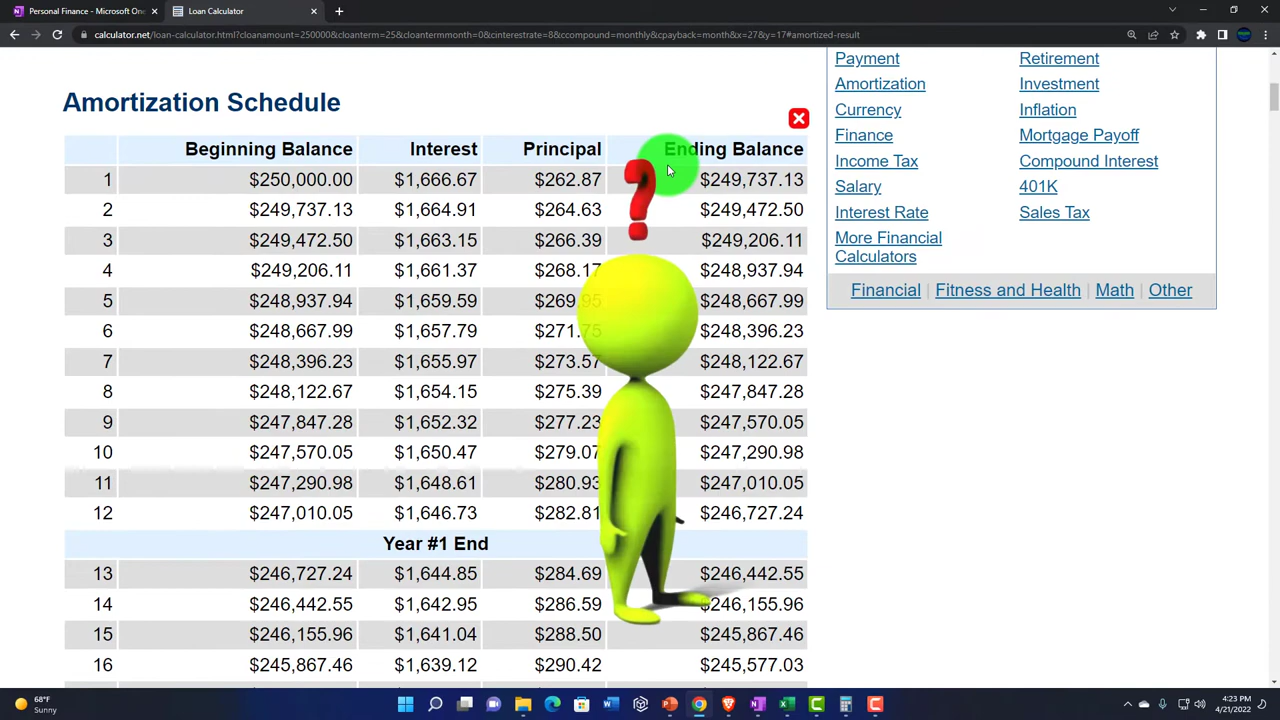 Personal Finance - Microsoft One
Loan Calculator
calculator.net/loan-calculator.html?cloanamount=250000&cloanterm=25&cloantermmonth=0&cinterestrate=8&ccompound=monthly&cpayback=month&x=27&y=17#amortized-result
Amortization Schedule
Beginning Balance Interest Principal Ending Balance
1 $250,000.00 $1,666.67 $262.87 $249,737.13
2 $249,737.13 $1,664.91 $264.63 $249,472.50
3 $249,472.50 $1,663.15 $266.39 $249,206.11
4 $249,206.11 $1,661.37 $268.17 $248,937.94
5 $248,937.94 $1,659.59 $269.95 $248,667.99
6 $248,667.99 $1,657.79 $271.75 $248,396.23
7 $248,396.23 $1,655.97 $273.57 $248,122.67
8 $248,122.67 $1,654.15 $275.39 $247,847.28
9 $247,847.28 $1,652.32 $277.23 $247,570.05
10 $247,570.05 $1,650.47 $279.07 $247,290.98
11 $247,290.98 $1,648.61 $280.93 $247,010.05
12 $247,010.05 $1,646.73 $282.81 $246,727.24
Year #1 End
13 $246,727.24 $1,644.85 $284.69 $246,442.55
14 $246,442.55 $1,642.95 $286.59 $246,155.96
15 $246,155.96 $1,641.04 $288.50 $245,867.46
16 $245,867.46 $1,639.12 $290.42 $245,577.03
Payment Retirement
Amortization Investment
Currency Inflation
Finance Mortgage Payoff
Income Tax Compound Interest
Salary 401K
Interest Rate Sales Tax
More Financial
Calculators
Financial | Fitness and Health | Math | Other
?
68°F
Sunny
4:23 PM
4/21/2022